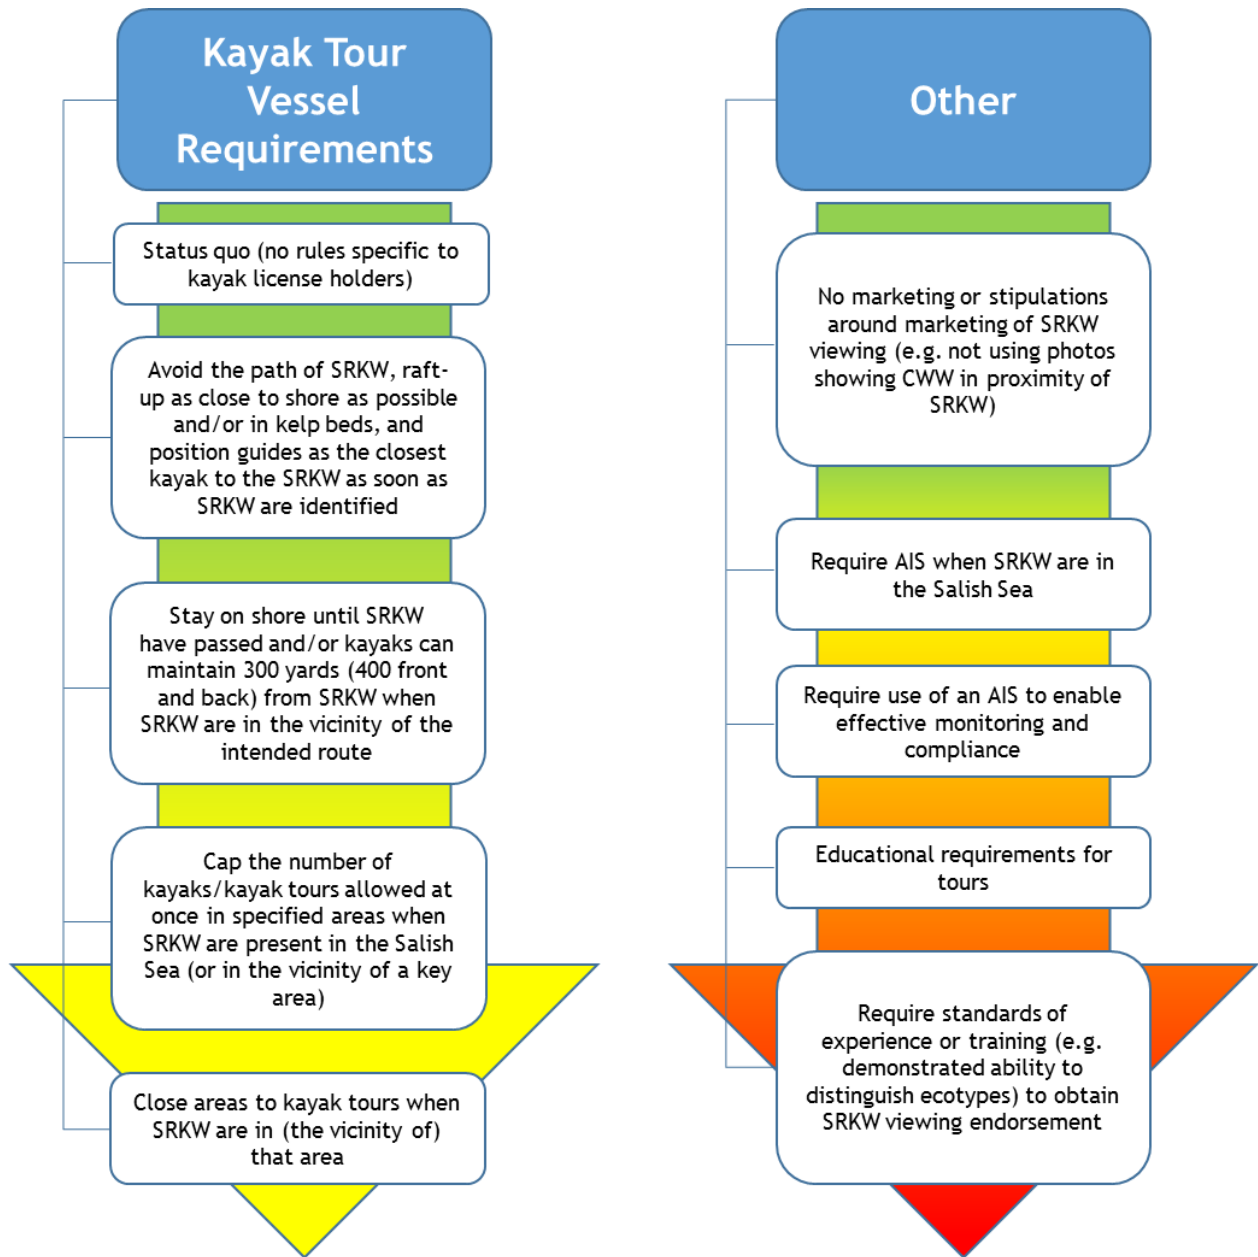 Kayak Tour
Vessel
Requirements
Status quo (no rules specific to
kayak license holders)
Avoid the path of SRKW, raft-
up as close to shore as possible
and/or in kelp beds, and
position guides as the closest
kayak to the SRKW as soon as
SRKW are identified
Stay on shore until SRKW
have passed and/or kayaks can
maintain 300 yards (400 front
and back) from SRKW when
SRKW are in the vicinity of the
intended route
Cap the number of
kayaks/kayak tours allowed at
once in specified areas when
SRKW are present in the Salish
Sea (or in the vicinity of a key
area)
Close areas to kayak tours when
SRKW are in (the vicinity of)
that area
Other
No marketing or stipulations
around marketing of SRKW
viewing (e.g. not using photos
showing CWW in proximity of
SRKW)
Require AIS when SRKW are in
the Salish Sea
Require use of an AIS to enable
effective monitoring and
compliance
Educational requirements for
tours
Require standards of
experience or training (e.g.
demonstrated ability to
distinguish ecotypes) to obtain
SRKW viewing endorsement